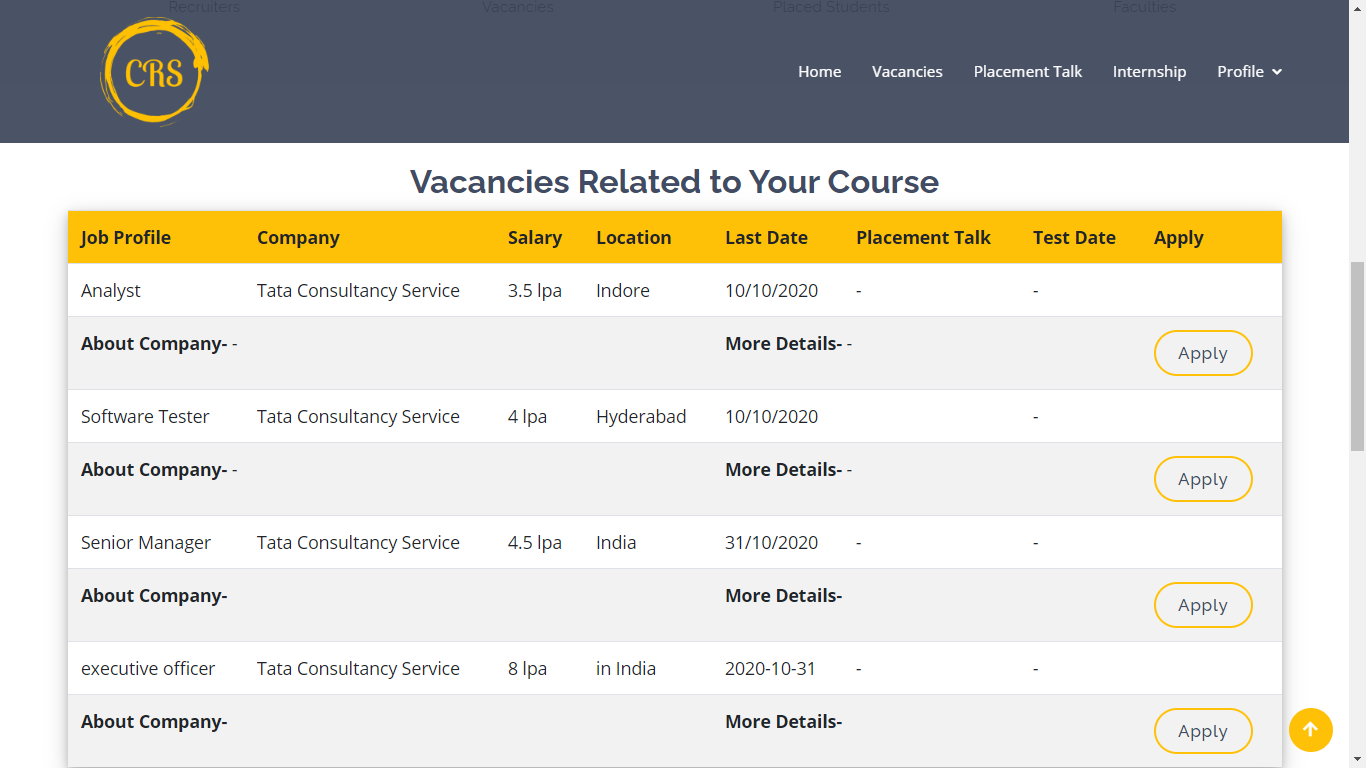 Recruiters Vacancies Placed Students Faculties
CRS
Home Vacancies Placement Talk Internship Profile
Vacancies Related to Your Course
Job Profile Company Salary Location Last Date Placement Talk Test Date Apply
Analyst Tata Consultancy Service 3.5 lpa Indore 10/10/2020 - -
About Company- - More Details- - Apply
Software Tester Tata Consultancy Service 4 lpa Hyderabad 10/10/2020 -
About Company- - More Details- - Apply
Senior Manager Tata Consultancy Service 4.5 lpa India 31/10/2020 - -
About Company- More Details- Apply
executive officer Tata Consultancy Service 8 lpa in India 2020-10-31 - -
About Company- More Details- Apply